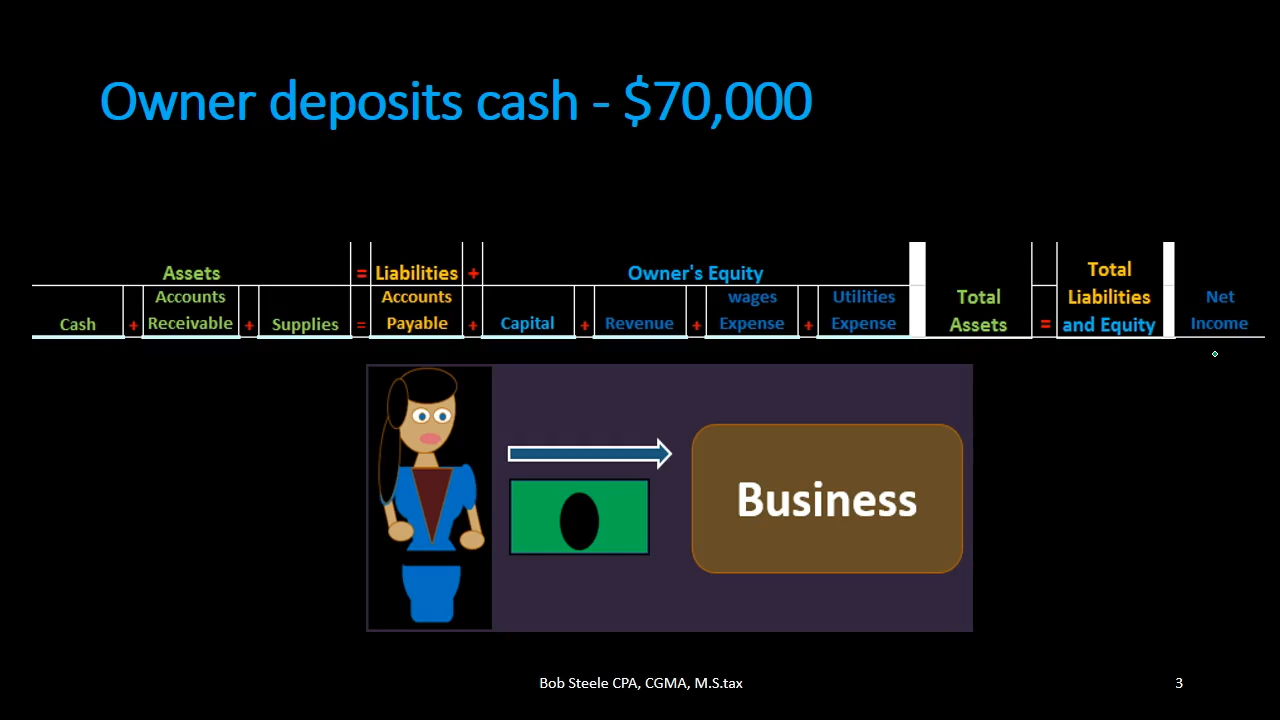 Owner deposits cash - $70,000
Assets = Liabilities + Owner's Equity
Cash + Accounts Receivable + Supplies = Accounts Payable + Capital + Revenue + wages Expense + Utilities Expense Total Assets = Total Liabilities and Equity Net Income
Business
Bob Steele CPA, CGMA, M.S.tax
3